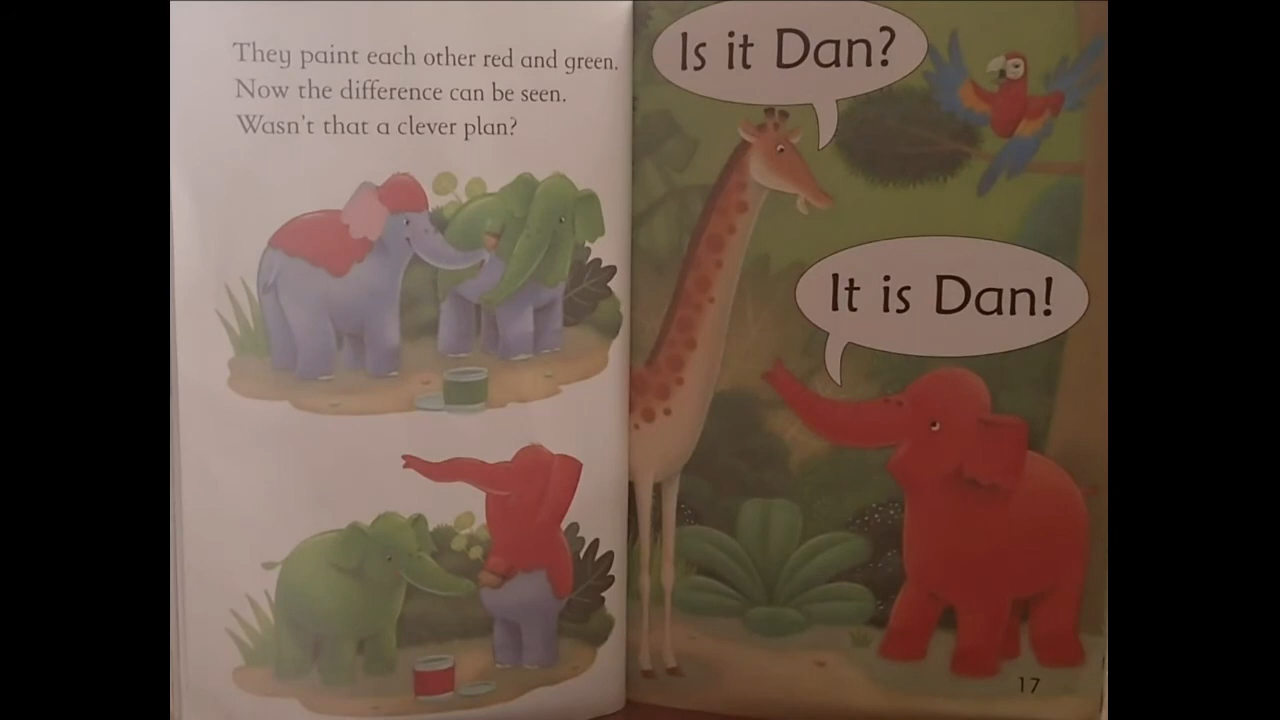 They paint each other red and green.
Now the difference can be seen.
Wasn't that a clever plan?
Is it Dan?
It is Dan!
17